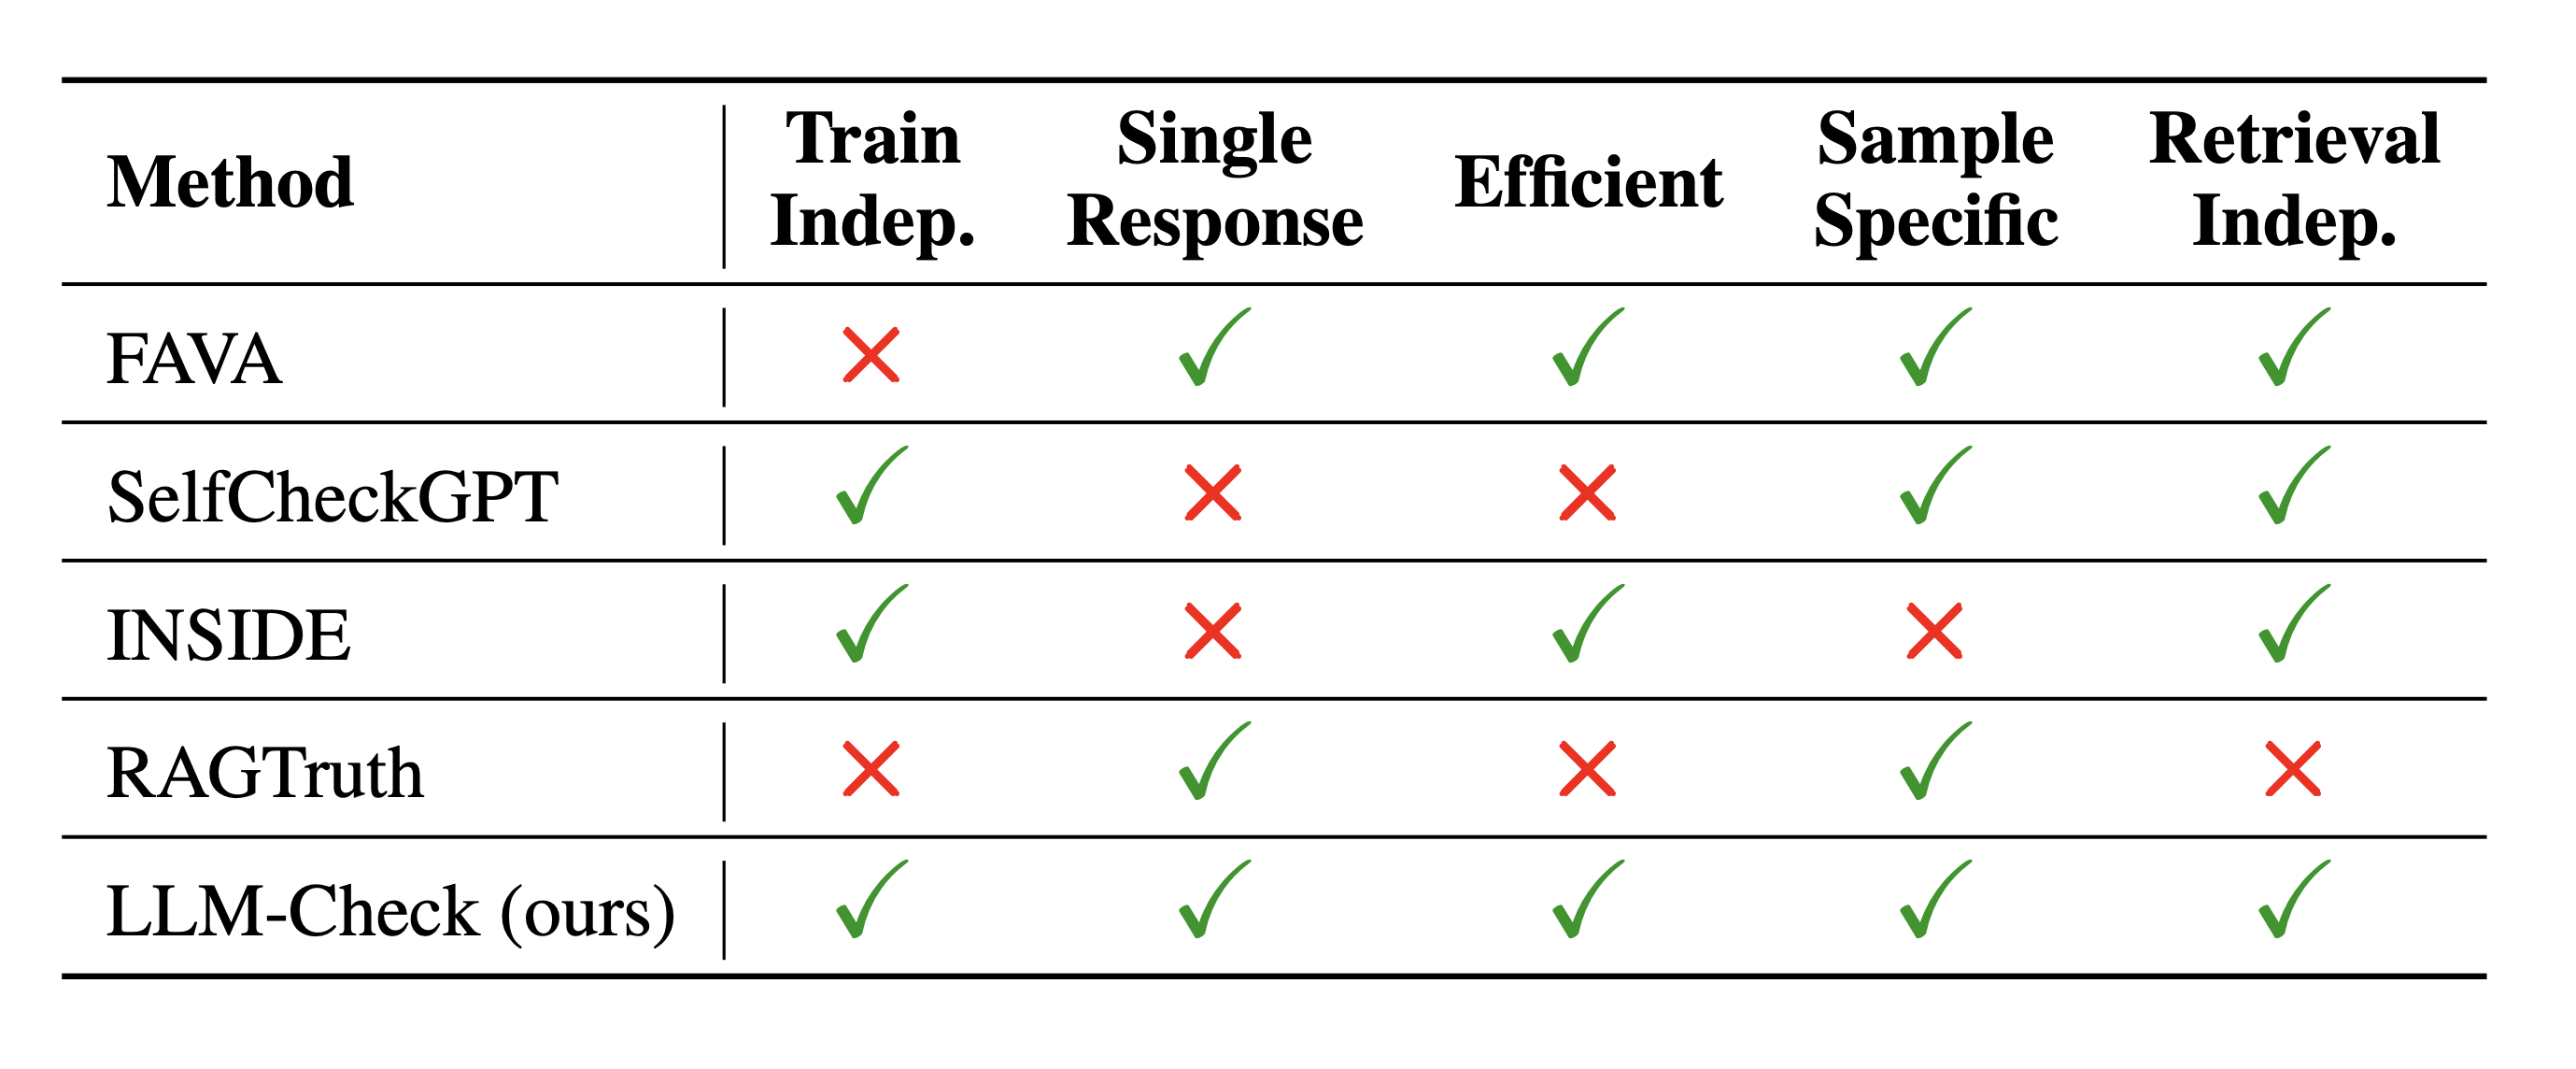 Method Train Indep. Single Response Efficient Sample Specific Retrieval Indep.
FAVA ✗ ✓ ✓ ✓ ✓
SelfCheckGPT ✓ ✗ ✗ ✓ ✓
INSIDE ✓ ✗ ✓ ✗ ✓
RAGTruth ✗ ✓ ✗ ✓ ✗
LLM-Check (ours) ✓ ✓ ✓ ✓ ✓